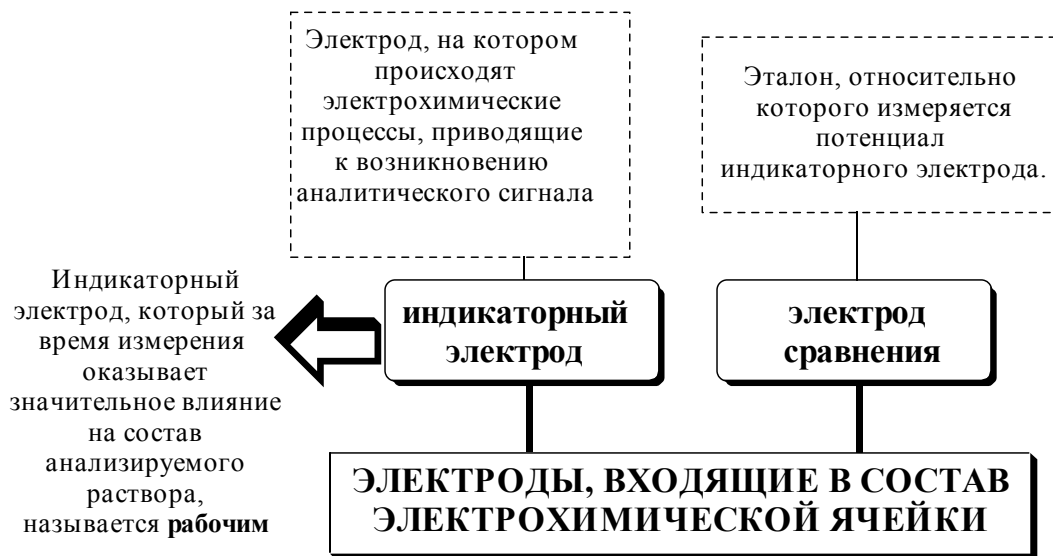 Электрод, на котором
происходят
электрохимические
процессы, приводящие
к возникновению
аналитического сигнала
Эталон, относительно
которого измеряется
потенциал
индикаторного электрода.
Индикаторный
электрод, который за
время измерения
оказывает
значительное влияние
на состав
анализируемого
раствора,
называется рабочим
индикаторный
электрод
электрод
сравнения
ЭЛЕКТРОДЫ, ВХОДЯЩИЕ В СОСТАВ
ЭЛЕКТРОХИМИЧЕСКОЙ ЯЧЕЙКИ